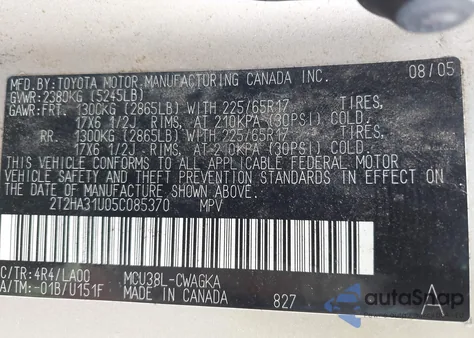 MFD.BY:TOYOTA MOTOR MANUFACTURING CANADA INC. 08/05
GVWR:2380KG (5245LB)
GAWR:FRT. 1300KG (2865LB) WITH 225/65R17 TIRES,
17X6 1/2J RIMS, AT 210KPA (30PSI) COLD.
RR. 1300KG (2865LB) WITH 225/65R17 TIRES,
17X6 1/2J RIMS, AT 210KPA (30PSI) COLD.
THIS VEHICLE CONFORMS TO ALL APPLICABLE FEDERAL MOTOR
VEHICLE SAFETY AND THEFT PREVENTION STANDARDS IN EFFECT
ON THE DATE OF MANUFACTURE SHOWN ABOVE.
2T2HA31U05C085370 MPV
C/TR:4R4/LA00 MCU38L-CWAGKA A
A/TM:-01B/U151F MADE IN CANADA 827
autoSnap